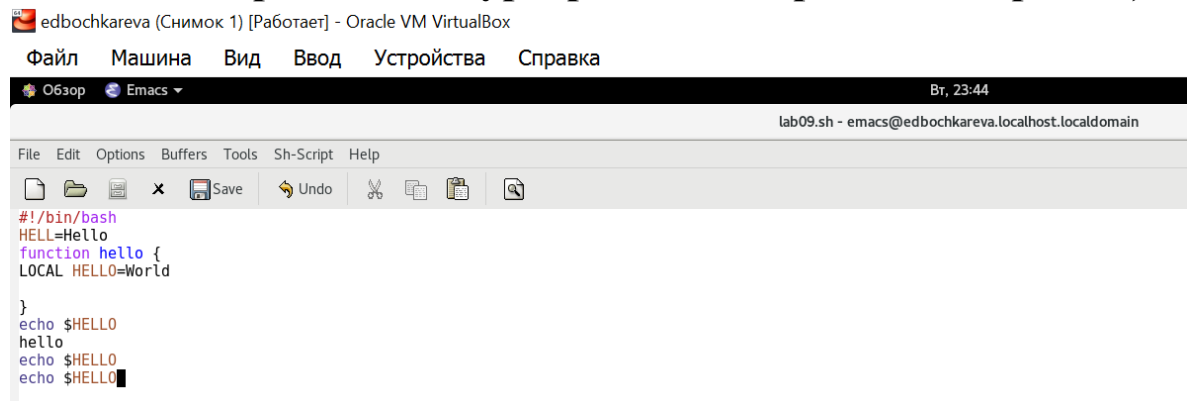 edbochkareva (Снимок 1) [Работает] - Oracle VM VirtualBox
Файл Машина Вид Ввод Устройства Справка
Обзор Emacs Вт, 23:44
lab09.sh - emacs@edbochkareva.localhost.localdomain
File Edit Options Buffers Tools Sh-Script Help
Save Undo
#!/bin/bash
HELL=Hello
function hello {
LOCAL HELLO=World
}
echo $HELLO
hello
echo $HELLO
echo $HELLO